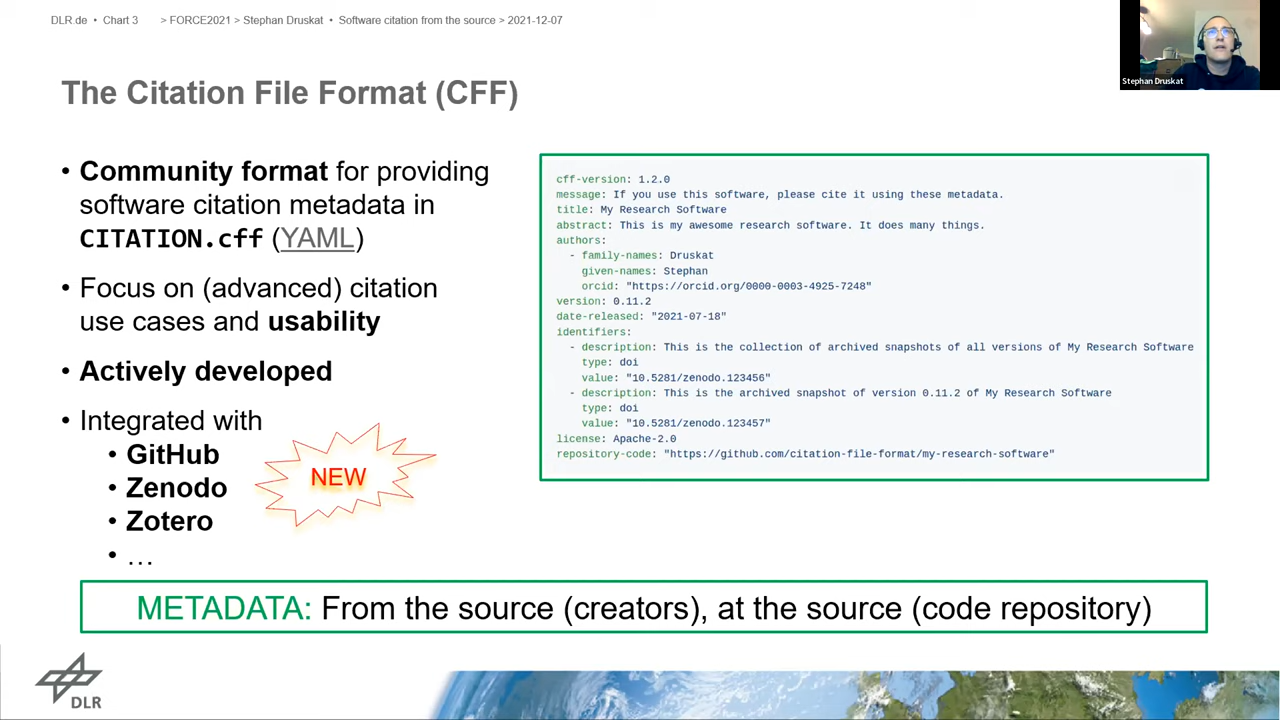 DLR.de • Chart 3 > FORCE2021 > Stephan Druskat • Software citation from the source > 2021-12-07
Stephan Druskat
The Citation File Format (CFF)
• Community format for providing
software citation metadata in
CITATION.cff (YAML)
• Focus on (advanced) citation
use cases and usability
• Actively developed
• Integrated with
• GitHub
• Zenodo
• Zotero
• …
NEW
cff-version: 1.2.0
message: If you use this software, please cite it using these metadata.
title: My Research Software
abstract: This is my awesome research software. It does many things.
authors:
- family-names: Druskat
given-names: Stephan
orcid: "https://orcid.org/0000-0003-4925-7248"
version: 0.11.2
date-released: "2021-07-18"
identifiers:
- description: This is the collection of archived snapshots of all versions of My Research Software
type: doi
value: "10.5281/zenodo.123456"
- description: This is the archived snapshot of version 0.11.2 of My Research Software
type: doi
value: "10.5281/zenodo.123457"
license: Apache-2.0
repository-code: "https://github.com/citation-file-format/my-research-software"
METADATA: From the source (creators), at the source (code repository)
DLR